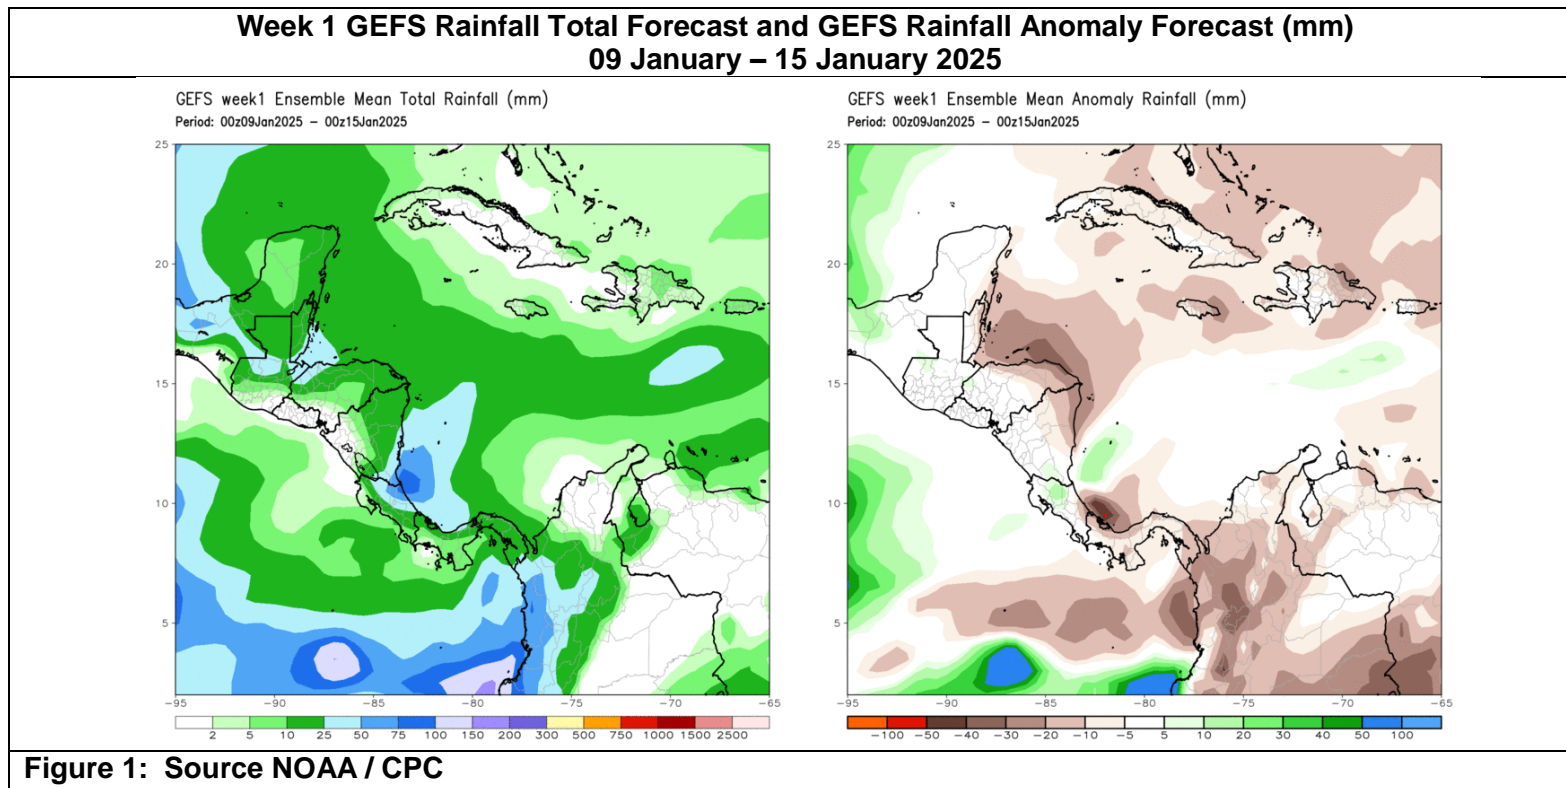 Week 1 GEFS Rainfall Total Forecast and GEFS Rainfall Anomaly Forecast (mm)
09 January – 15 January 2025
GEFS week1 Ensemble Mean Total Rainfall (mm)
Period: 00z09Jan2025 – 00z15Jan2025
25
20
15
10
5
−95 −90 −85 −80 −75 −70 −65
2 5 10 25 50 75 100 150 200 300 500 750 1000 1500 2500
GEFS week1 Ensemble Mean Anomaly Rainfall (mm)
Period: 00z09Jan2025 – 00z15Jan2025
25
20
15
10
5
−95 −90 −85 −80 −75 −70 −65
−100 −50 −40 −30 −20 −10 −5 5 10 20 30 40 50 100
Figure 1: Source NOAA / CPC